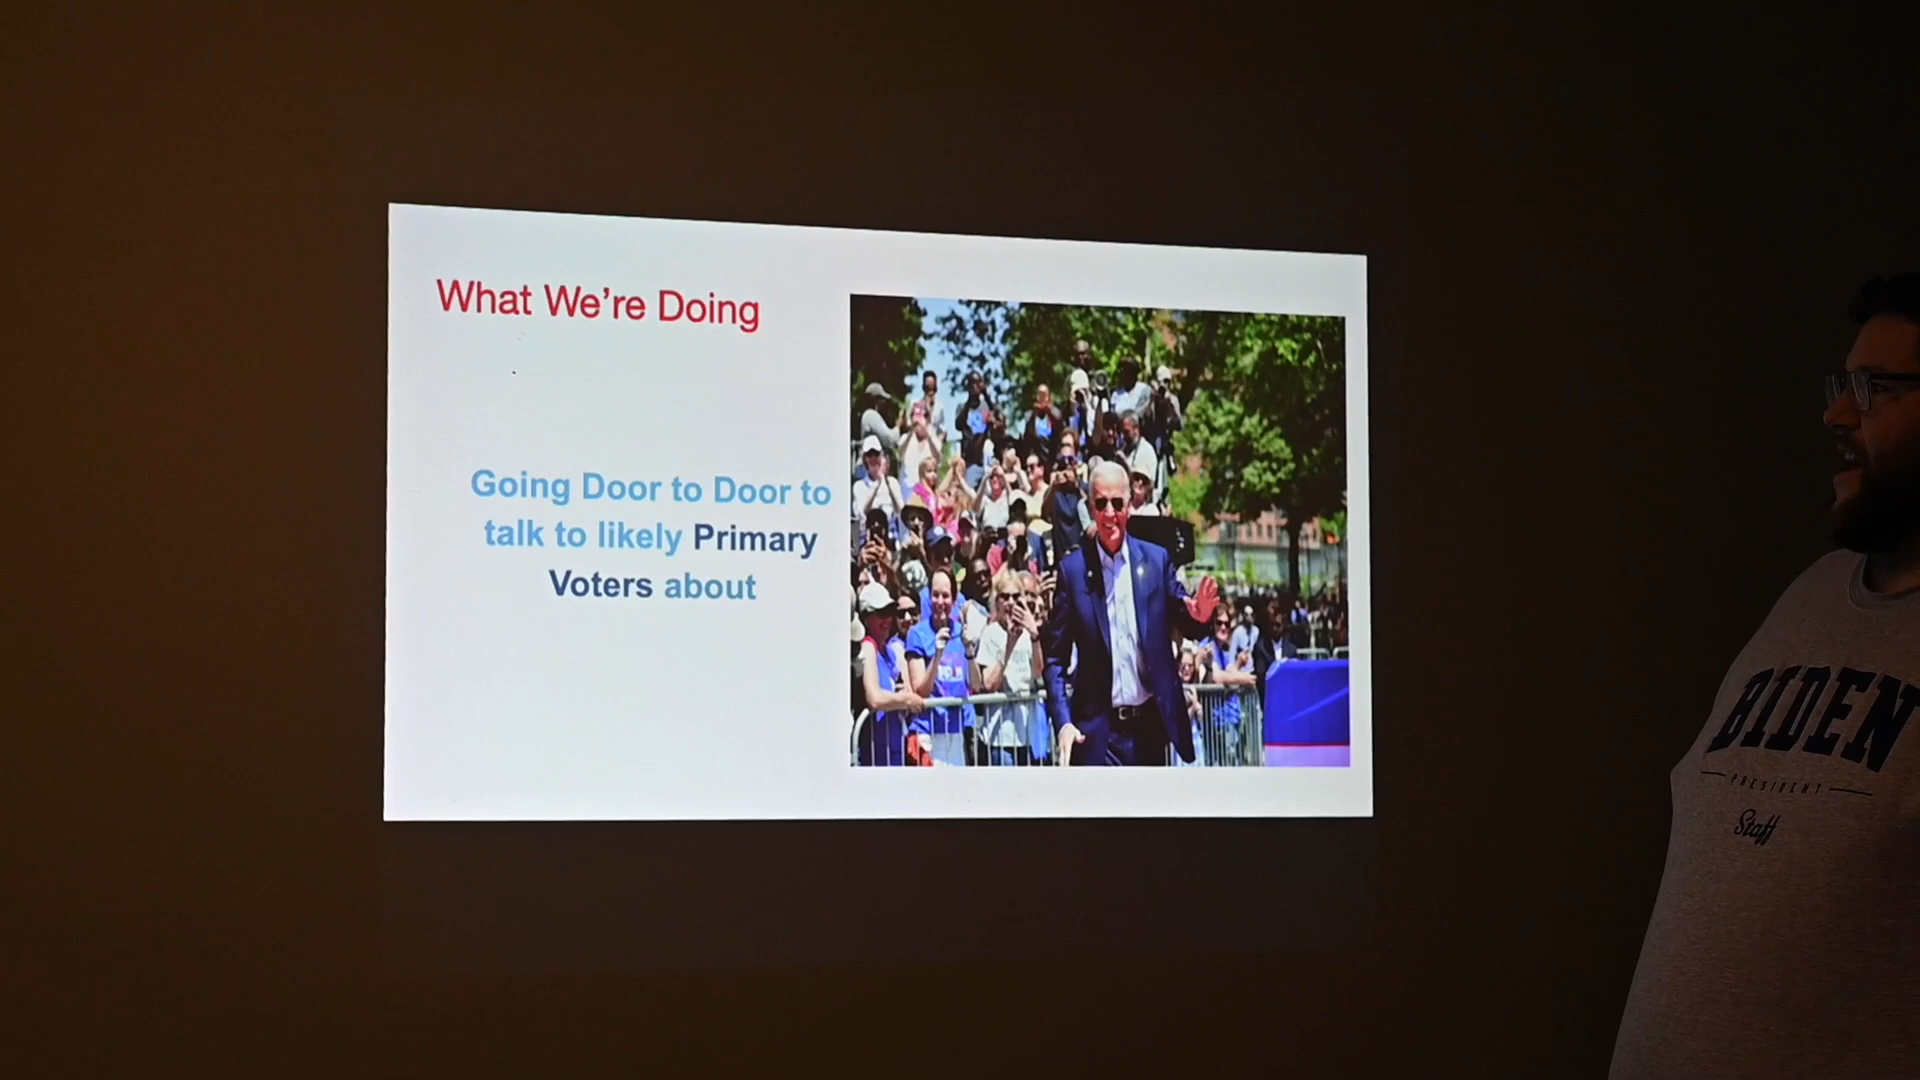 What We're Doing
Going Door to Door to
talk to likely Primary
Voters about
BIDEN
PRESIDENT
Staff